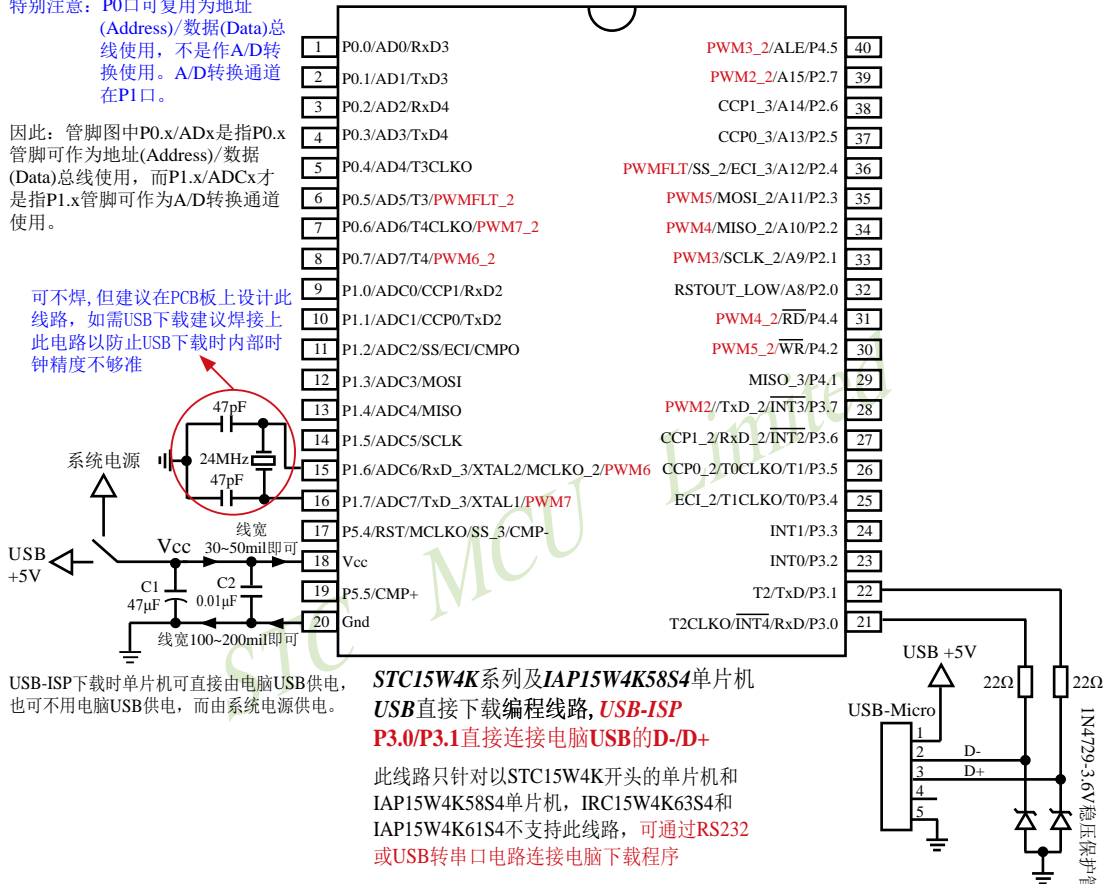 特别注意：P0口可复用为地址
(Address)/数据(Data)总
线使用，不是作A/D转
换使用。A/D转换通道
在P1口。
因此：管脚图中P0.x/ADx是指P0.x
管脚可作为地址(Address)/数据
(Data)总线使用，而P1.x/ADCx才
是指P1.x管脚可作为A/D转换通道
使用。
可不焊,但建议在PCB板上设计此
线路，如需USB下载建议焊接上
此电路以防止USB下载时内部时
钟精度不够准
47pF
24MHz
47pF
系统电源
USB
+5V
Vcc
线宽
30~50mil即可
C1
47μF
C2
0.01μF
线宽100~200mil即可
USB-ISP下载时单片机可直接由电脑USB供电，
也可不用电脑USB供电，而由系统电源供电。
1 P0.0/AD0/RxD3
2 P0.1/AD1/TxD3
3 P0.2/AD2/RxD4
4 P0.3/AD3/TxD4
5 P0.4/AD4/T3CLKO
6 P0.5/AD5/T3/PWMFLT_2
7 P0.6/AD6/T4CLKO/PWM7_2
8 P0.7/AD7/T4/PWM6_2
9 P1.0/ADC0/CCP1/RxD2
10 P1.1/ADC1/CCP0/TxD2
11 P1.2/ADC2/SS/ECI/CMPO
12 P1.3/ADC3/MOSI
13 P1.4/ADC4/MISO
14 P1.5/ADC5/SCLK
15 P1.6/ADC6/RxD_3/XTAL2/MCLKO_2/PWM6
16 P1.7/ADC7/TxD_3/XTAL1/PWM7
17 P5.4/RST/MCLKO/SS_3/CMP-
18 Vcc
19 P5.5/CMP+
20 Gnd
PWM3_2/ALE/P4.5 40
PWM2_2/A15/P2.7 39
CCP1_3/A14/P2.6 38
CCP0_3/A13/P2.5 37
PWMFLT/SS_2/ECI_3/A12/P2.4 36
PWM5/MOSI_2/A11/P2.3 35
PWM4/MISO_2/A10/P2.2 34
PWM3/SCLK_2/A9/P2.1 33
RSTOUT_LOW/A8/P2.0 32
PWM4_2/RD/P4.4 31
PWM5_2/WR/P4.2 30
MISO_3/P4.1 29
PWM2//TxD_2/INT3/P3.7 28
CCP1_2/RxD_2/INT2/P3.6 27
CCP0_2/T0CLKO/T1/P3.5 26
ECI_2/T1CLKO/T0/P3.4 25
INT1/P3.3 24
INT0/P3.2 23
T2/TxD/P3.1 22
T2CLKO/INT4/RxD/P3.0 21
STC MCU Limited
STC15W4K系列及IAP15W4K58S4单片机
USB直接下载编程线路, USB-ISP
P3.0/P3.1直接连接电脑USB的D-/D+
此线路只针对以STC15W4K开头的单片机和
IAP15W4K58S4单片机，IRC15W4K63S4和
IAP15W4K61S4不支持此线路，可通过RS232
或USB转串口电路连接电脑下载程序
USB +5V
USB-Micro
22Ω
22Ω
1
2 D-
3 D+
4
5
1N4729-3.6V稳压保护管